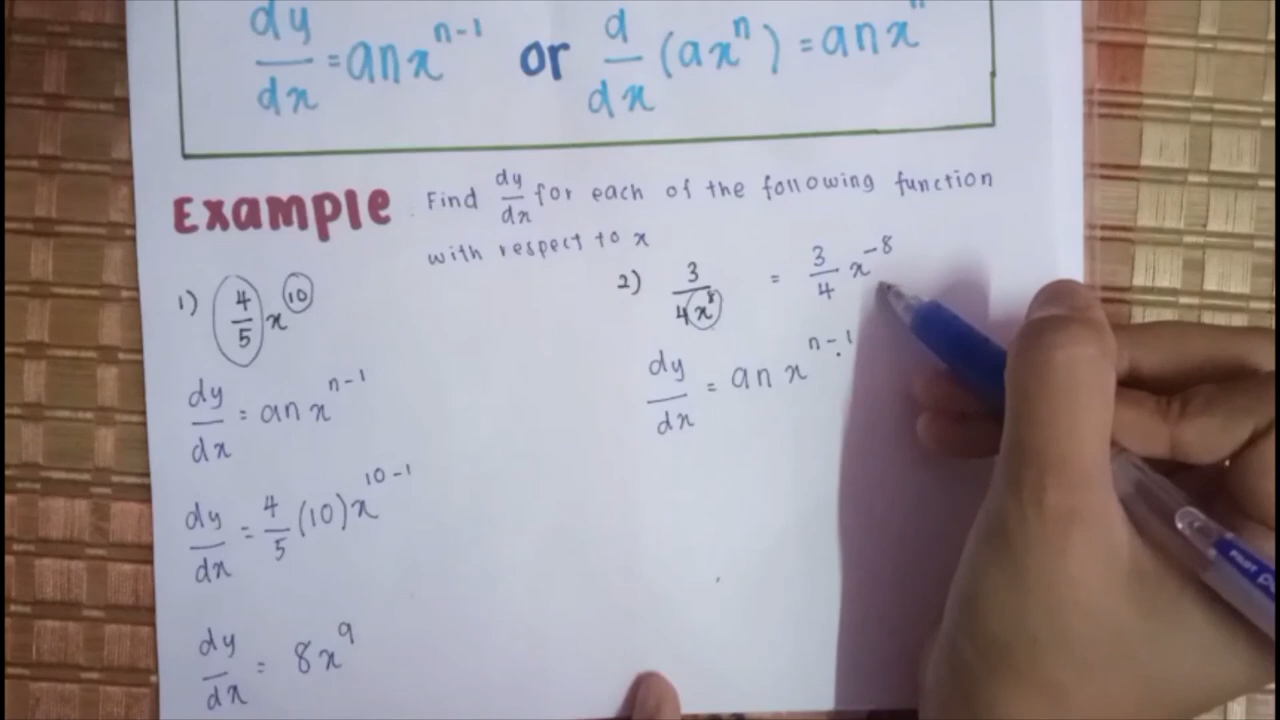 dy/dx = anx^{n-1} or d/dx (ax^n) = anx^n
Example Find dy/dx for each of the following function
with respect to x
1) 4/5 x^{10}
dy/dx = anx^{n-1}
dy/dx = 4/5 (10)x^{10-1}
dy/dx = 8x^9
2) 3/4x^8 = 3/4 x^{-8}
dy/dx = anx^{n-1}
PILOT